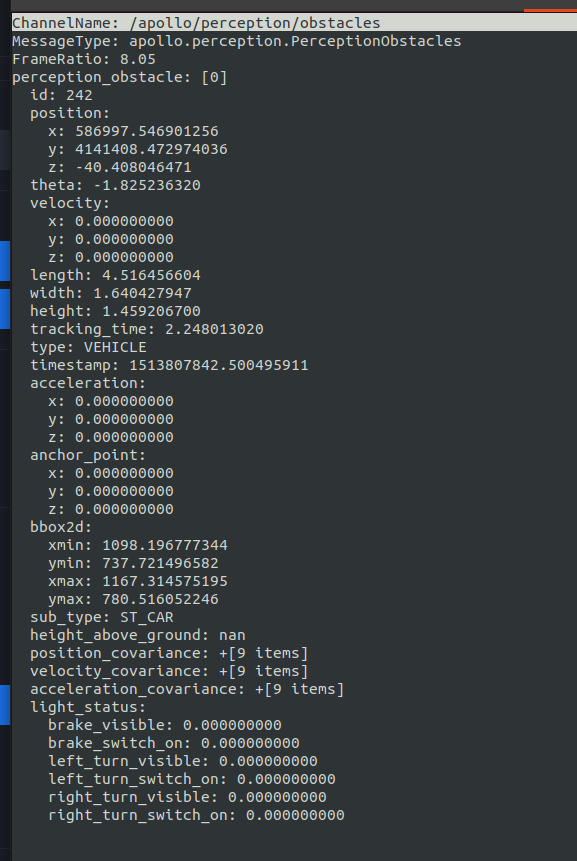 ChannelName: /apollo/perception/obstacles
MessageType: apollo.perception.PerceptionObstacles
FrameRatio: 8.05
perception_obstacle: [0]
  id: 242
  position:
    x: 586997.546901256
    y: 4141408.472974036
    z: -40.408046471
  theta: -1.825236320
  velocity:
    x: 0.000000000
    y: 0.000000000
    z: 0.000000000
  length: 4.516456604
  width: 1.640427947
  height: 1.459206700
  tracking_time: 2.248013020
  type: VEHICLE
  timestamp: 1513807842.500495911
  acceleration:
    x: 0.000000000
    y: 0.000000000
    z: 0.000000000
  anchor_point:
    x: 0.000000000
    y: 0.000000000
    z: 0.000000000
  bbox2d:
    xmin: 1098.196777344
    ymin: 737.721496582
    xmax: 1167.314575195
    ymax: 780.516052246
  sub_type: ST_CAR
  height_above_ground: nan
  position_covariance: +[9 items]
  velocity_covariance: +[9 items]
  acceleration_covariance: +[9 items]
  light_status:
    brake_visible: 0.000000000
    brake_switch_on: 0.000000000
    left_turn_visible: 0.000000000
    left_turn_switch_on: 0.000000000
    right_turn_visible: 0.000000000
    right_turn_switch_on: 0.000000000